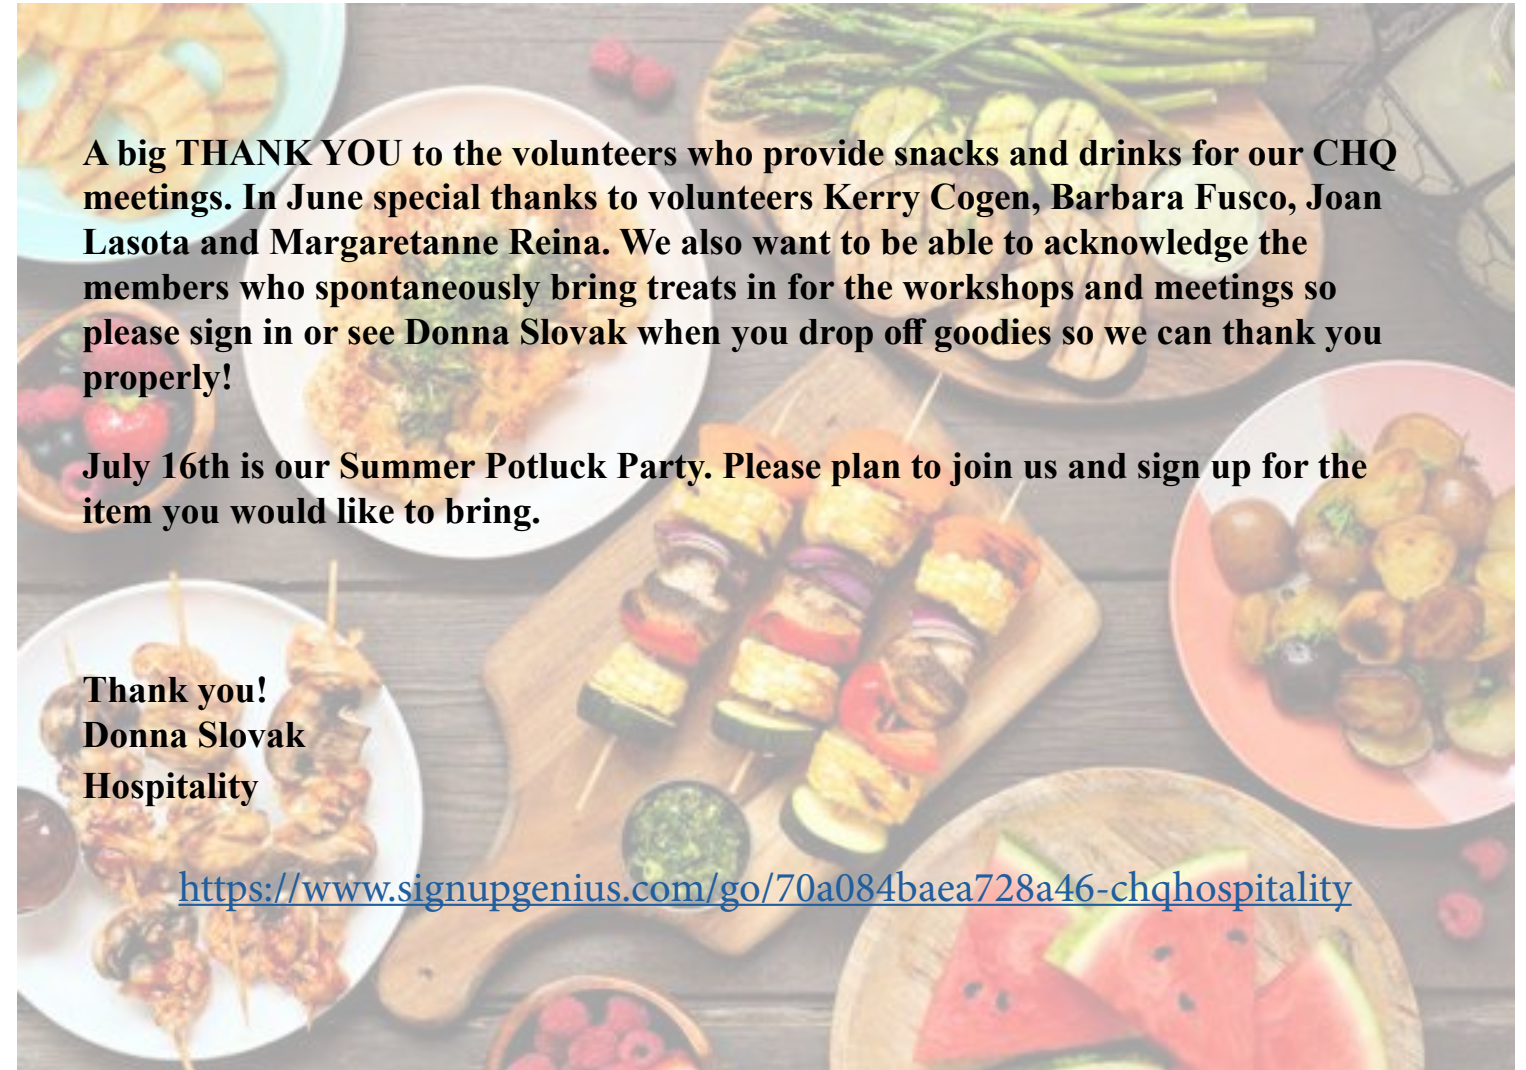 A big THANK YOU to the volunteers who provide snacks and drinks for our CHQ
meetings. In June special thanks to volunteers Kerry Cogen, Barbara Fusco, Joan
Lasota and Margaretanne Reina. We also want to be able to acknowledge the
members who spontaneously bring treats in for the workshops and meetings so
please sign in or see Donna Slovak when you drop off goodies so we can thank you
properly!
July 16th is our Summer Potluck Party. Please plan to join us and sign up for the
item you would like to bring.
Thank you!
Donna Slovak
Hospitality
https://www.signupgenius.com/go/70a084baea728a46-chqhospitality